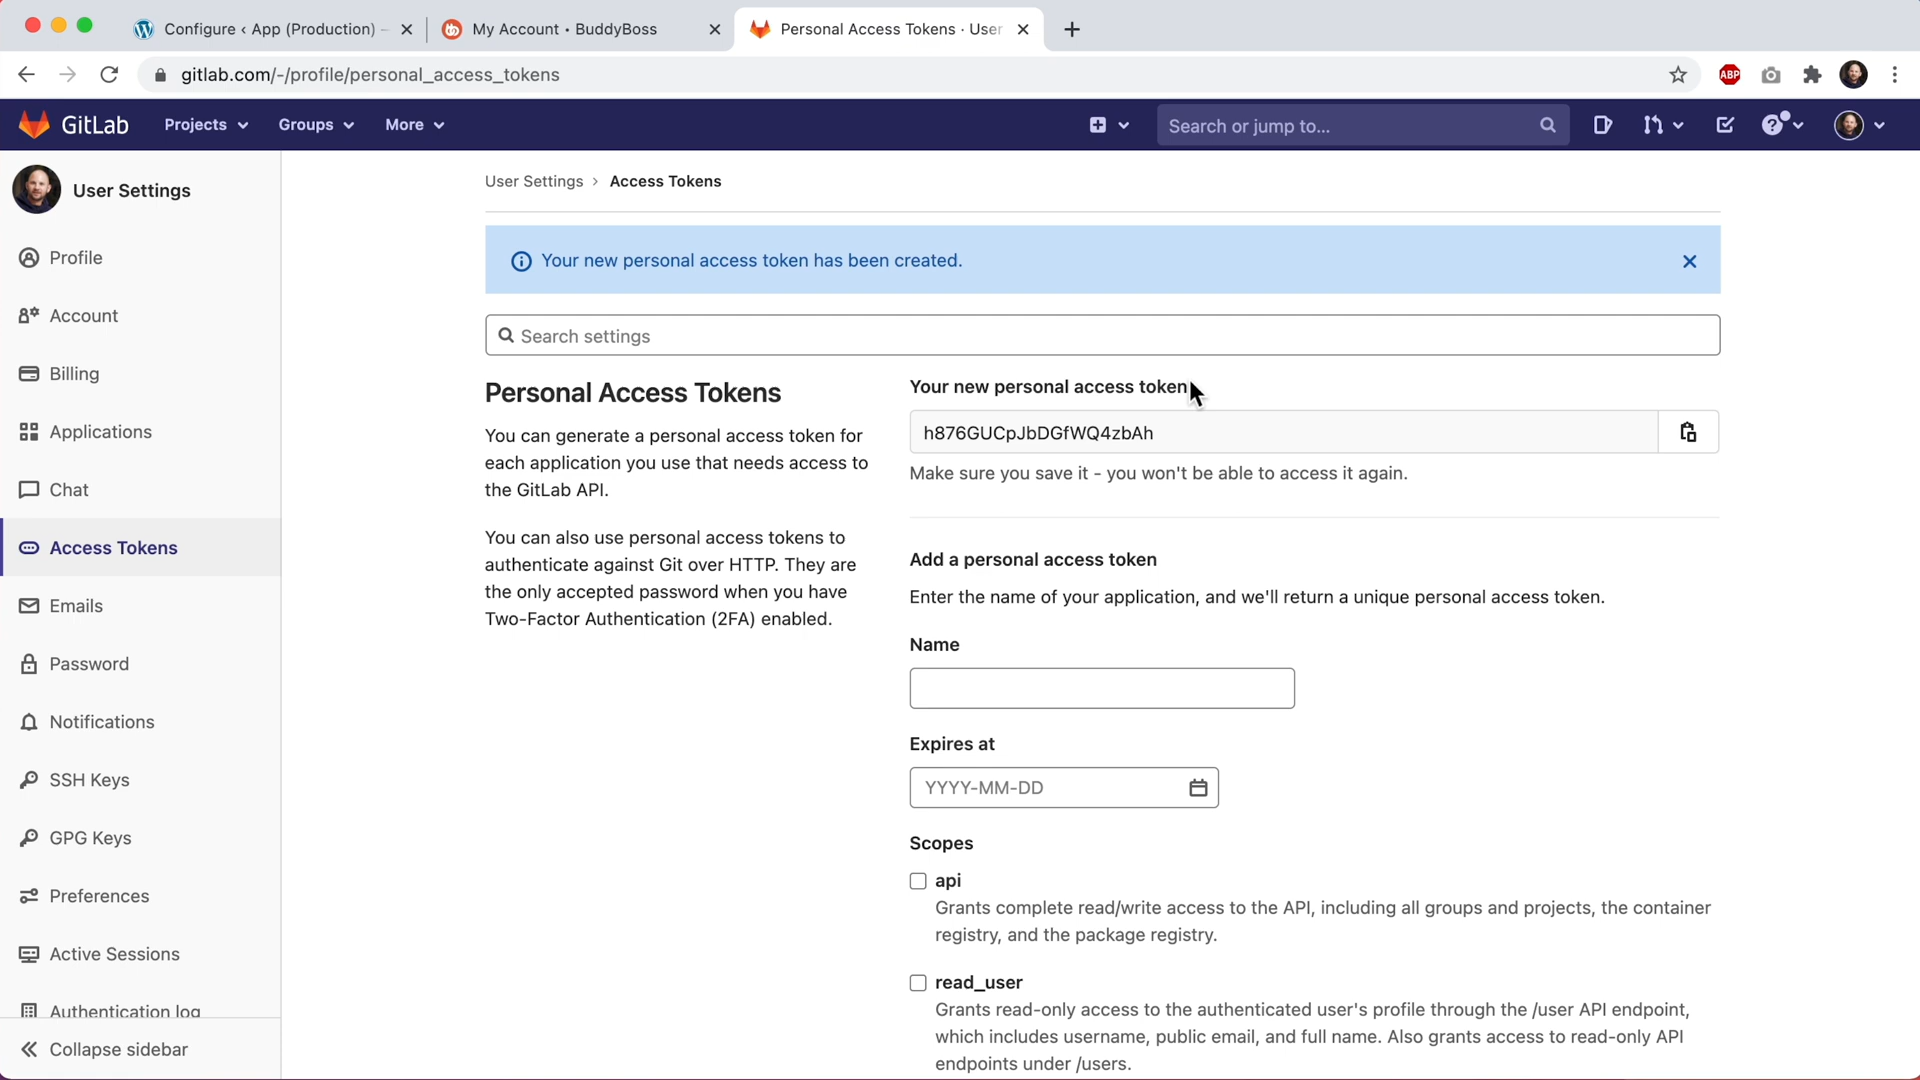 Configure ‹ App (Production) –
My Account • BuddyBoss
Personal Access Tokens · User
gitlab.com/-/profile/personal_access_tokens
ABP
GitLab
Projects
Groups
More
Search or jump to...
User Settings
Profile
Account
Billing
Applications
Chat
Access Tokens
Emails
Password
Notifications
SSH Keys
GPG Keys
Preferences
Active Sessions
Authentication log
Collapse sidebar
User Settings › Access Tokens
Your new personal access token has been created.
Search settings
Personal Access Tokens
You can generate a personal access token for
each application you use that needs access to
the GitLab API.
You can also use personal access tokens to
authenticate against Git over HTTP. They are
the only accepted password when you have
Two-Factor Authentication (2FA) enabled.
Your new personal access token
h876GUCpJbDGfWQ4zbAh
Make sure you save it - you won't be able to access it again.
Add a personal access token
Enter the name of your application, and we'll return a unique personal access token.
Name
Expires at
YYYY-MM-DD
Scopes
api
Grants complete read/write access to the API, including all groups and projects, the container
registry, and the package registry.
read_user
Grants read-only access to the authenticated user's profile through the /user API endpoint,
which includes username, public email, and full name. Also grants access to read-only API
endpoints under /users.